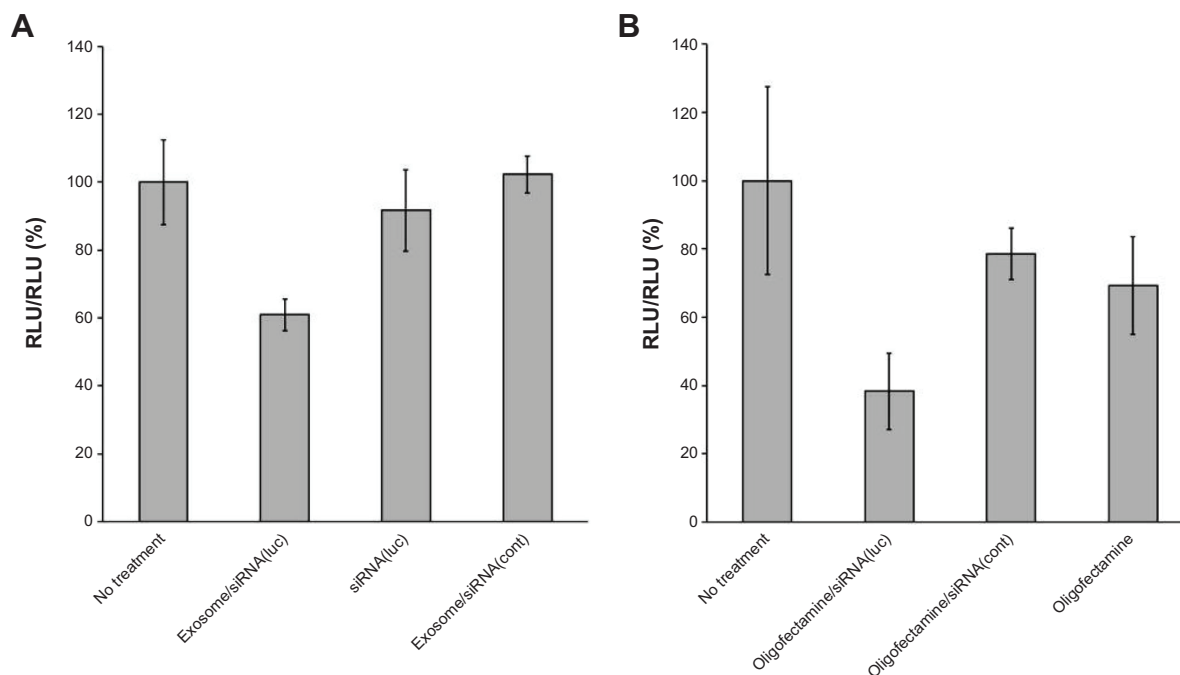 A
RLU/RLU (%)
140
120
100
80
60
40
20
0
No treatment
Exosome/siRNA(luc)
siRNA(luc)
Exosome/siRNA(cont)
B
RLU/RLU (%)
140
120
100
80
60
40
20
0
No treatment
Oligofectamine/siRNA(luc)
Oligofectamine/siRNA(cont)
Oligofectamine